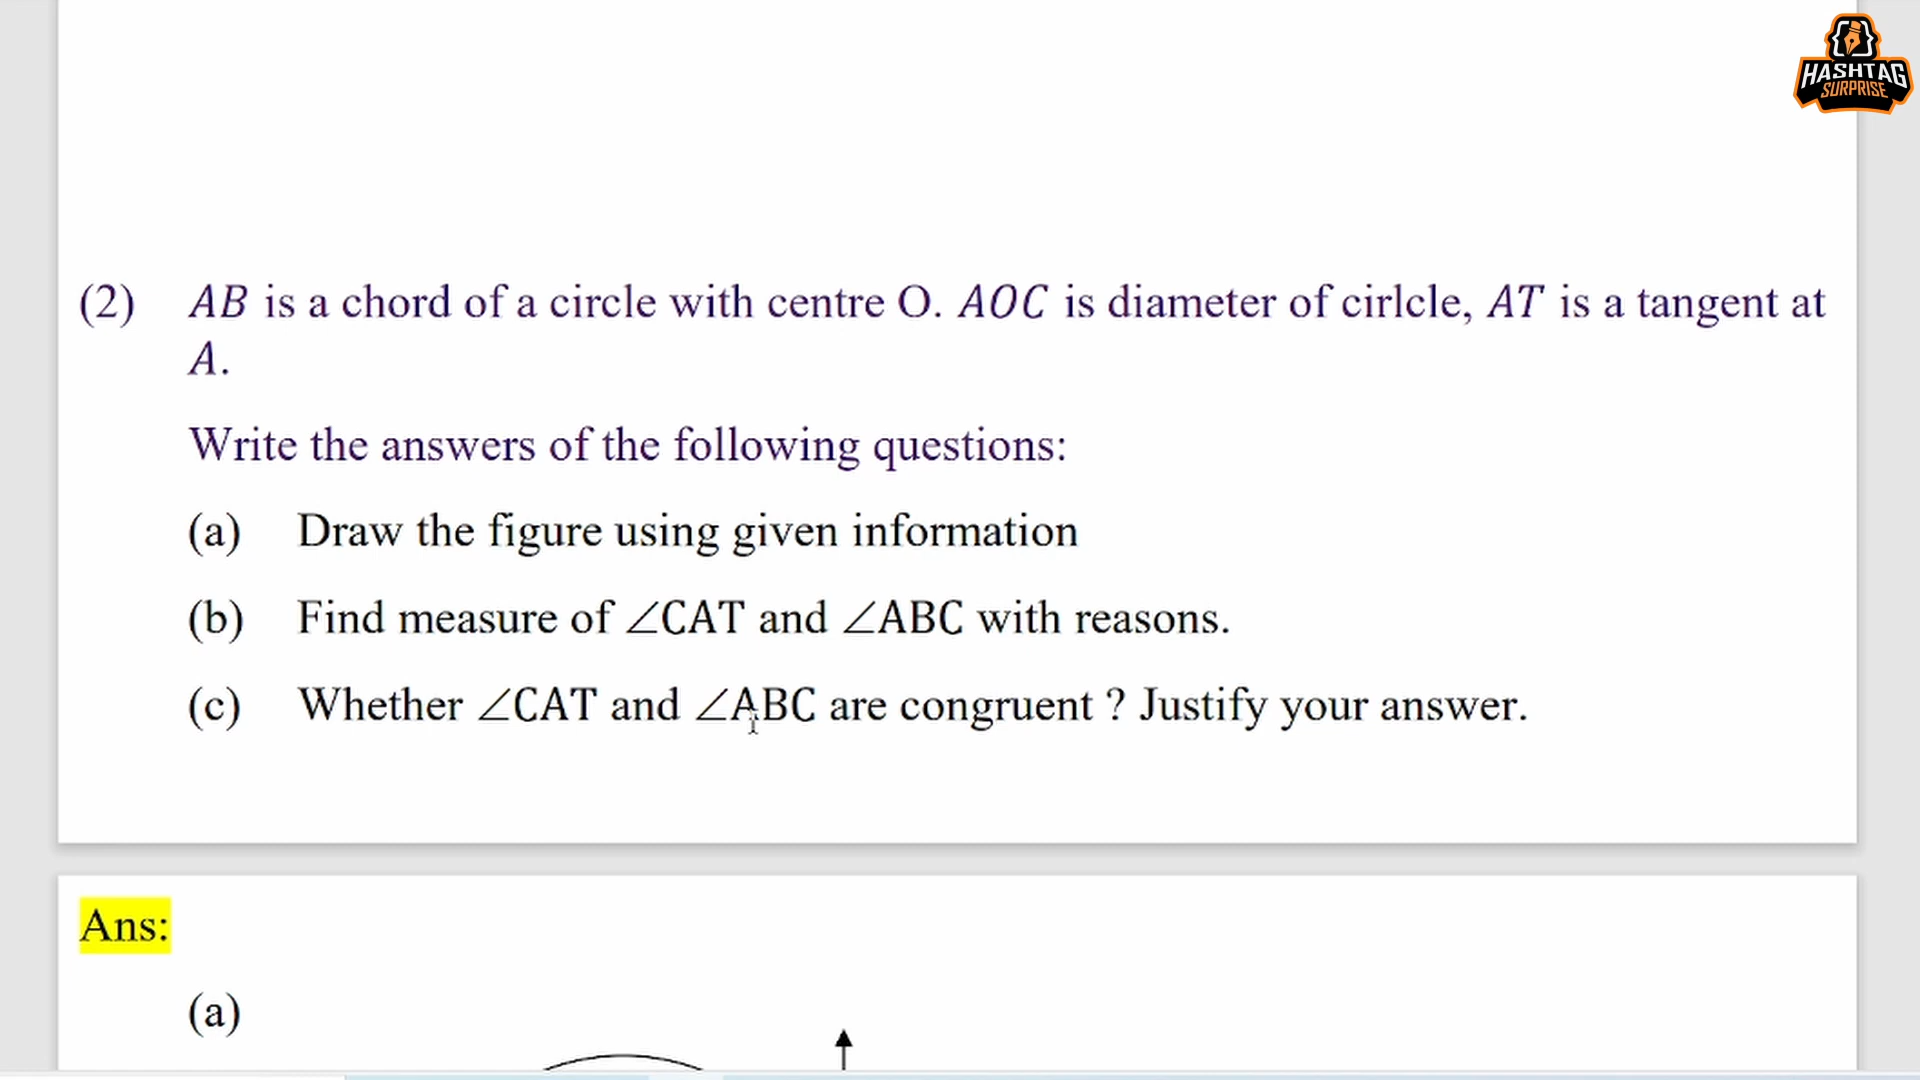 HASHTAG
SURPRISE
(2) AB is a chord of a circle with centre O. AOC is diameter of cirlcle, AT is a tangent at
A.
Write the answers of the following questions:
(a) Draw the figure using given information
(b) Find measure of ∠CAT and ∠ABC with reasons.
(c) Whether ∠CAT and ∠ABC are congruent ? Justify your answer.
Ans:
(a)